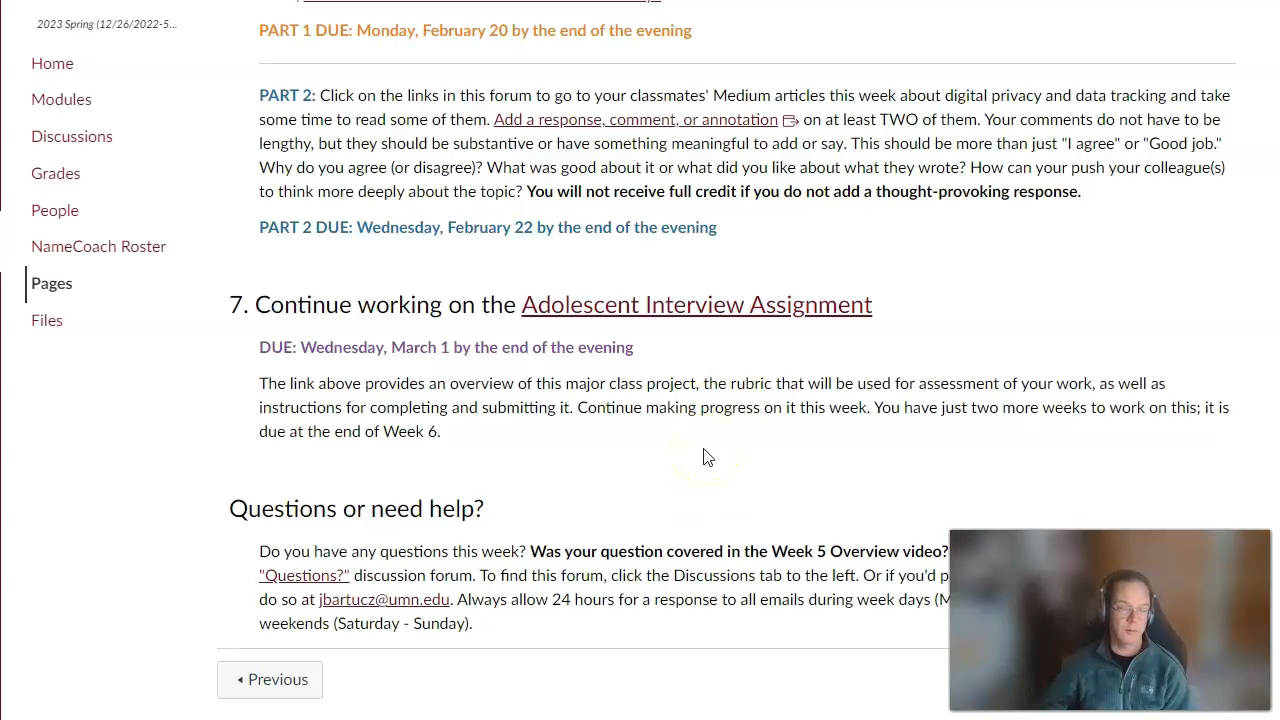 2023 Spring (12/26/2022-5...
Home
Modules
Discussions
Grades
People
NameCoach Roster
Pages
Files
PART 1 DUE: Monday, February 20 by the end of the evening
PART 2: Click on the links in this forum to go to your classmates' Medium articles this week about digital privacy and data tracking and take
some time to read some of them. Add a response, comment, or annotation on at least TWO of them. Your comments do not have to be
lengthy, but they should be substantive or have something meaningful to add or say. This should be more than just "I agree" or "Good job."
Why do you agree (or disagree)? What was good about it or what did you like about what they wrote? How can your push your colleague(s)
to think more deeply about the topic? You will not receive full credit if you do not add a thought-provoking response.
PART 2 DUE: Wednesday, February 22 by the end of the evening
7. Continue working on the Adolescent Interview Assignment
DUE: Wednesday, March 1 by the end of the evening
The link above provides an overview of this major class project, the rubric that will be used for assessment of your work, as well as
instructions for completing and submitting it. Continue making progress on it this week. You have just two more weeks to work on this; it is
due at the end of Week 6.
Questions or need help?
Do you have any questions this week? Was your question covered in the Week 5 Overview video?
"Questions?" discussion forum. To find this forum, click the Discussions tab to the left. Or if you'd p
do so at jbartucz@umn.edu. Always allow 24 hours for a response to all emails during week days (M
weekends (Saturday - Sunday).
Previous